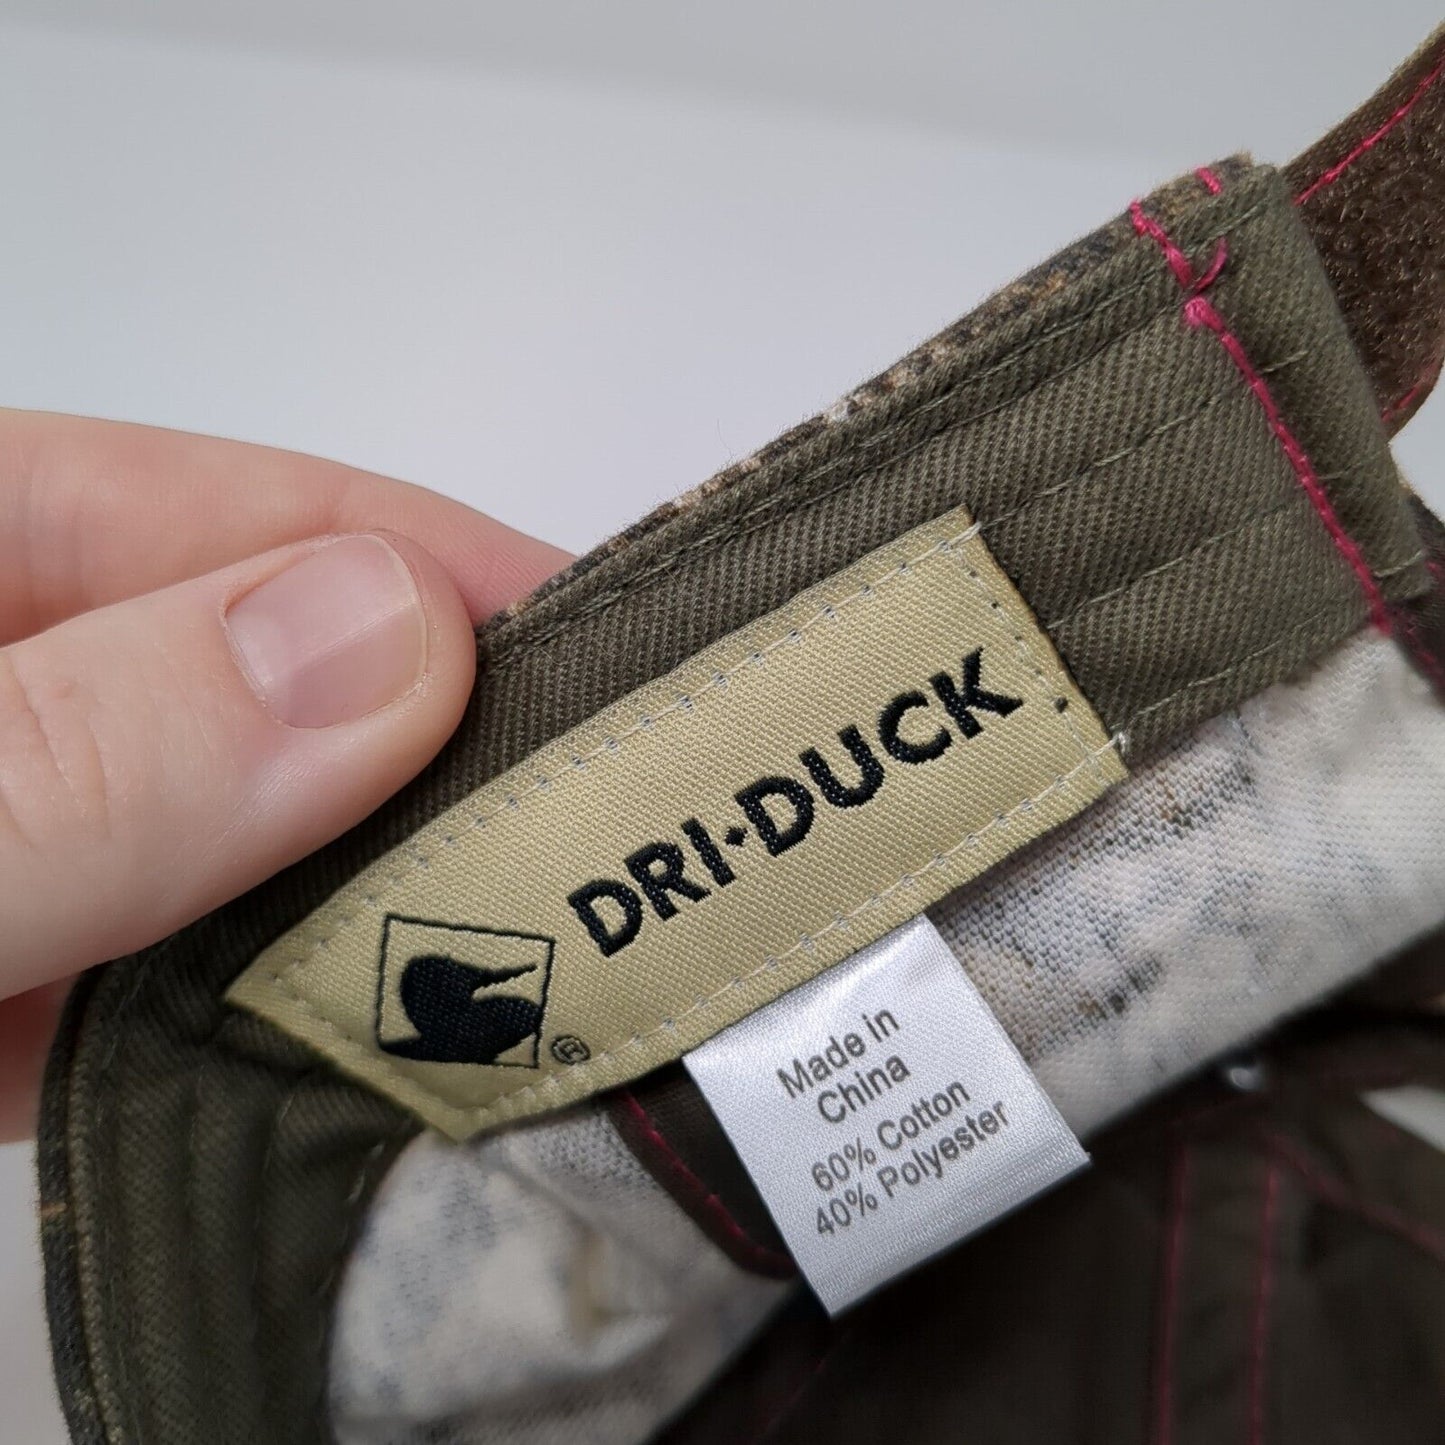 DRI•DUCK
®
Made in
China
60% Cotton
40% Polyester